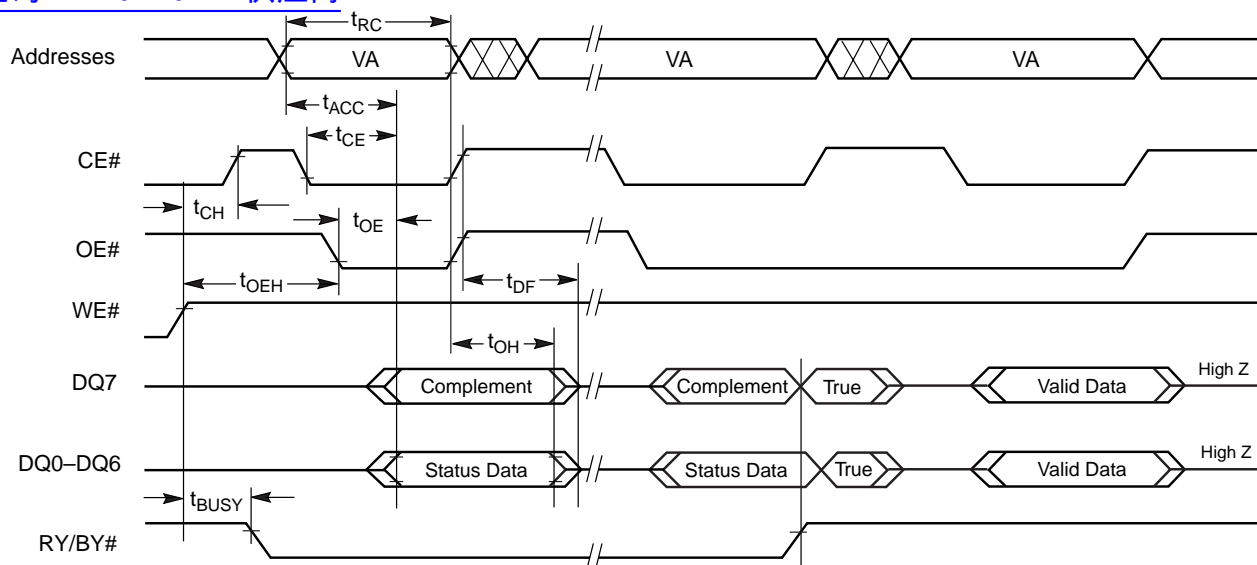 t_RC
Addresses VA VA VA
t_ACC
t_CE
CE#
t_CH t_OE
OE#
t_OEH t_DF
WE#
t_OH
DQ7 Complement Complement True Valid Data High Z
DQ0–DQ6 Status Data Status Data True Valid Data High Z
t_BUSY
RY/BY#